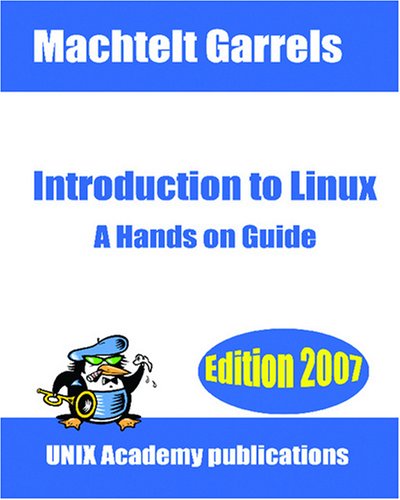 Machtelt Garrels
Introduction to Linux
A Hands on Guide
Edition 2007
UNIX Academy publications